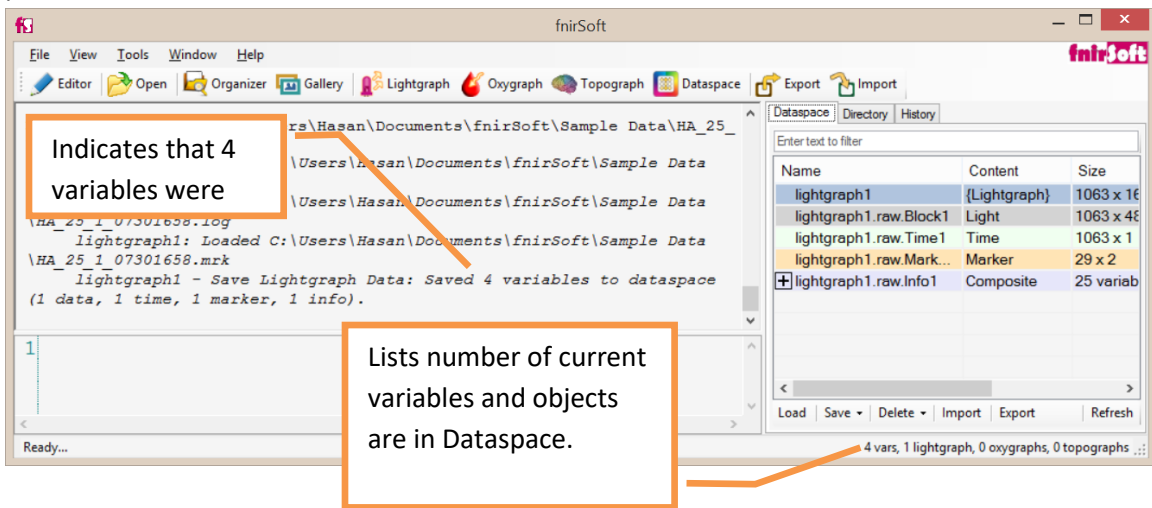 fnirSoft
File View Tools Window Help
fnirSoft
Editor Open Organizer Gallery Lightgraph Oxygraph Topograph Dataspace Export Import
rs\Hasan\Documents\fnirSoft\Sample Data\HA_25_
\Users\Hasan\Documents\fnirSoft\Sample Data
\Users\Hasan\Documents\fnirSoft\Sample Data
\HA_25_1_07301658.log
lightgraph1: Loaded C:\Users\Hasan\Documents\fnirSoft\Sample Data
\HA_25_1_07301658.mrk
lightgraph1 - Save Lightgraph Data: Saved 4 variables to dataspace
(1 data, 1 time, 1 marker, 1 info).
Indicates that 4
variables were
1
Lists number of current
variables and objects
are in Dataspace.
Dataspace Directory History
Enter text to filter
Name Content Size
lightgraph1 {Lightgraph} 1063 x 16
lightgraph1.raw.Block1 Light 1063 x 48
lightgraph1.raw.Time1 Time 1063 x 1
lightgraph1.raw.Mark... Marker 29 x 2
lightgraph1.raw.Info1 Composite 25 variab
Load Save Delete Import Export Refresh
Ready...
4 vars, 1 lightgraph, 0 oxygraphs, 0 topographs